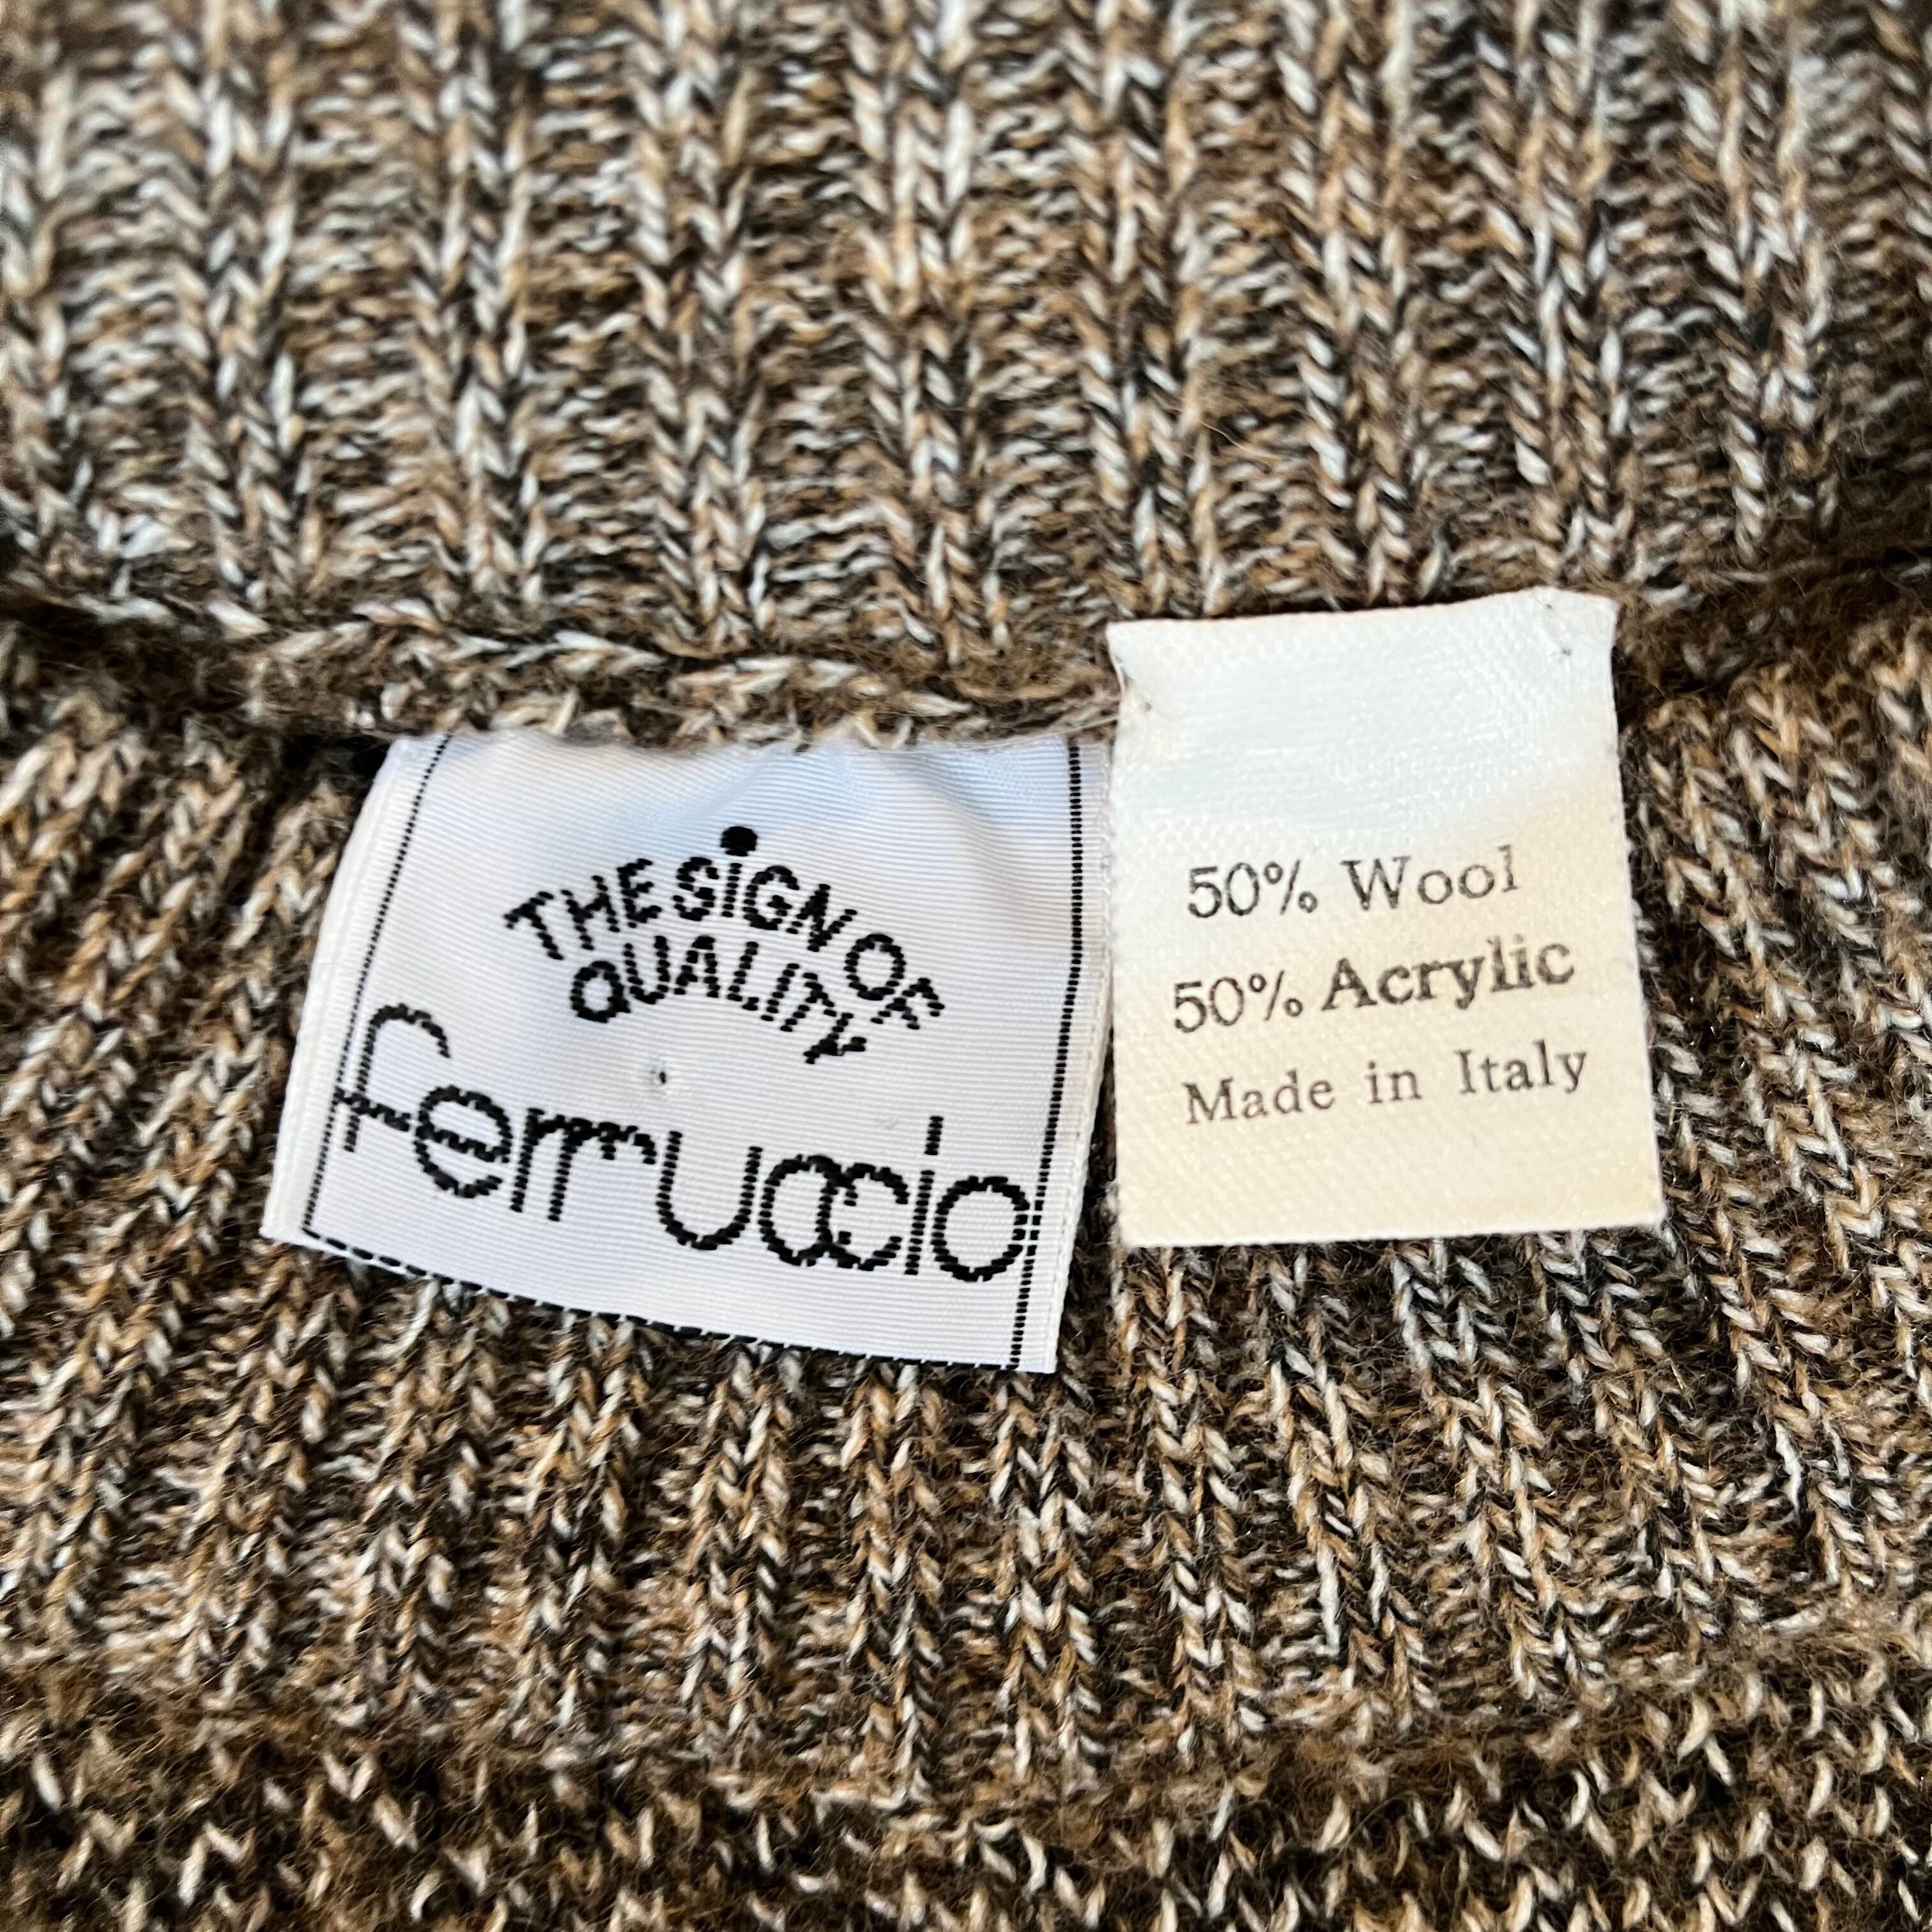 THE SiGN OF
QUALITY
ferruccio
50% Wool
50% Acrylic
Made in Italy